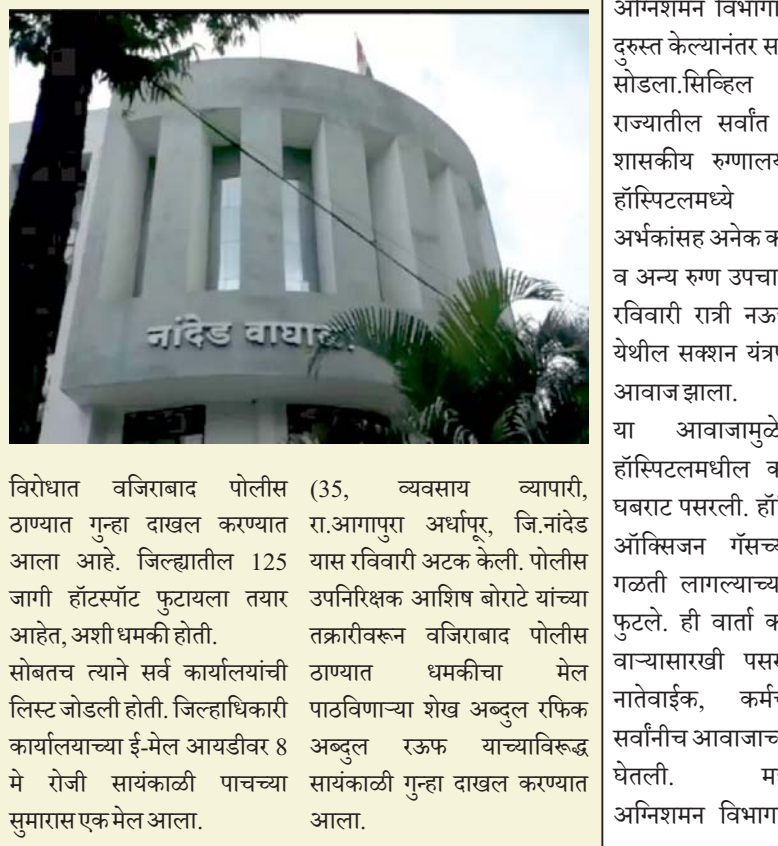 नांदेड वाघाळा
विरोधात वजिराबाद पोलीस
ठाण्यात गुन्हा दाखल करण्यात
आला आहे. जिल्ह्यातील 125
जागी हॉटस्पॉट फुटायला तयार
आहेत, अशी धमकी होती.
सोबतच त्याने सर्व कार्यालयांची
लिस्ट जोडली होती. जिल्हाधिकारी
कार्यालयाच्या ई-मेल आयडीवर 8
मे रोजी सायंकाळी पाचच्या
सुमारास एक मेल आला.
(35, व्यवसाय व्यापारी,
रा.आगापुरा अर्धापूर, जि.नांदेड
यास रविवारी अटक केली. पोलीस
उपनिरिक्षक आशिष बोराटे यांच्या
तक्रारीवरून वजिराबाद पोलीस
ठाण्यात धमकीचा मेल
पाठविणाऱ्या शेख अब्दुल रफिक
अब्दुल रऊफ याच्याविरूद्ध
सायंकाळी गुन्हा दाखल करण्यात
आला.
अग्निशमन विभागा
दुरुस्त केल्यानंतर स
सोडला.सिव्हिल
राज्यातील सर्वांत
शासकीय रुग्णालय
हॉस्पिटलमध्ये
अर्भकांसह अनेक क
व अन्य रुग्ण उपचा
रविवारी रात्री नऊ
येथील सक्शन यंत्र
आवाज झाला.
या आवाजामुळे
हॉस्पिटलमधील क
घबराट पसरली. हॉ
ऑक्सिजन गॅसच्
गळती लागल्याच्य
फुटले. ही वार्ता क
वाऱ्यासारखी पस
नातेवाईक, कर्म
सर्वांनीच आवाजाच
घेतली. म
अग्निशमन विभाग